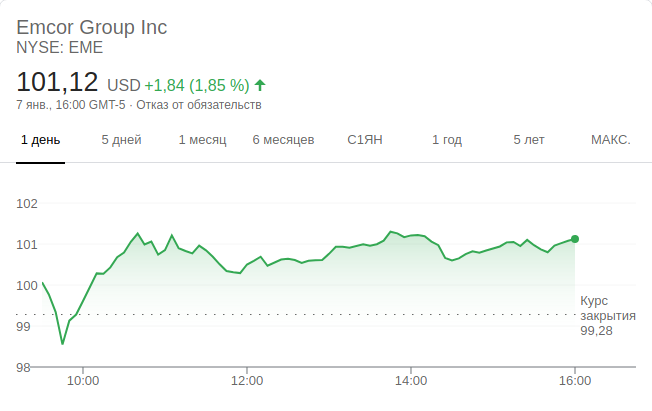 Emcor Group Inc
NYSE: EME
101,12 USD +1,84 (1,85 %)
7 янв., 16:00 GMT-5 · Отказ от обязательств
1 день 5 дней 1 месяц 6 месяцев С1ЯН 1 год 5 лет МАКС.
102
101
100
99
98
Курс
закрытия
99,28
10:00 12:00 14:00 16:00